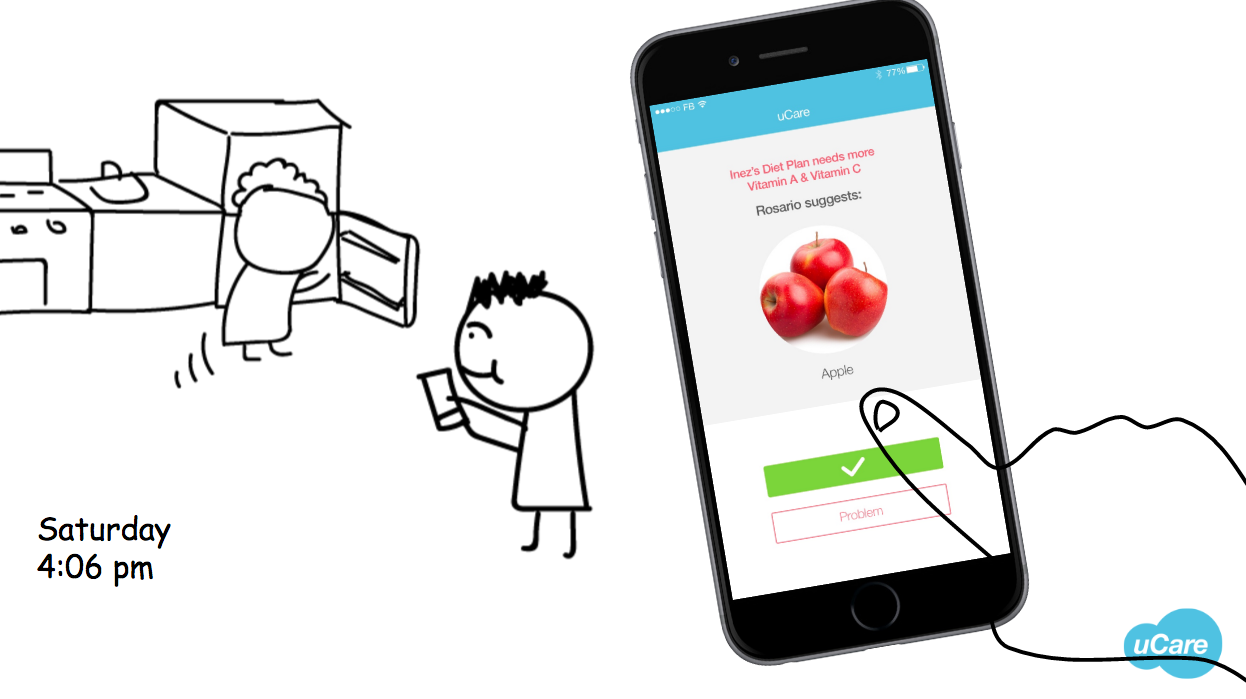 FB
77%
uCare
Inez's Diet Plan needs more
Vitamin A & Vitamin C
Rosario suggests:
Apple
Problem
Saturday
4:06 pm
uCare